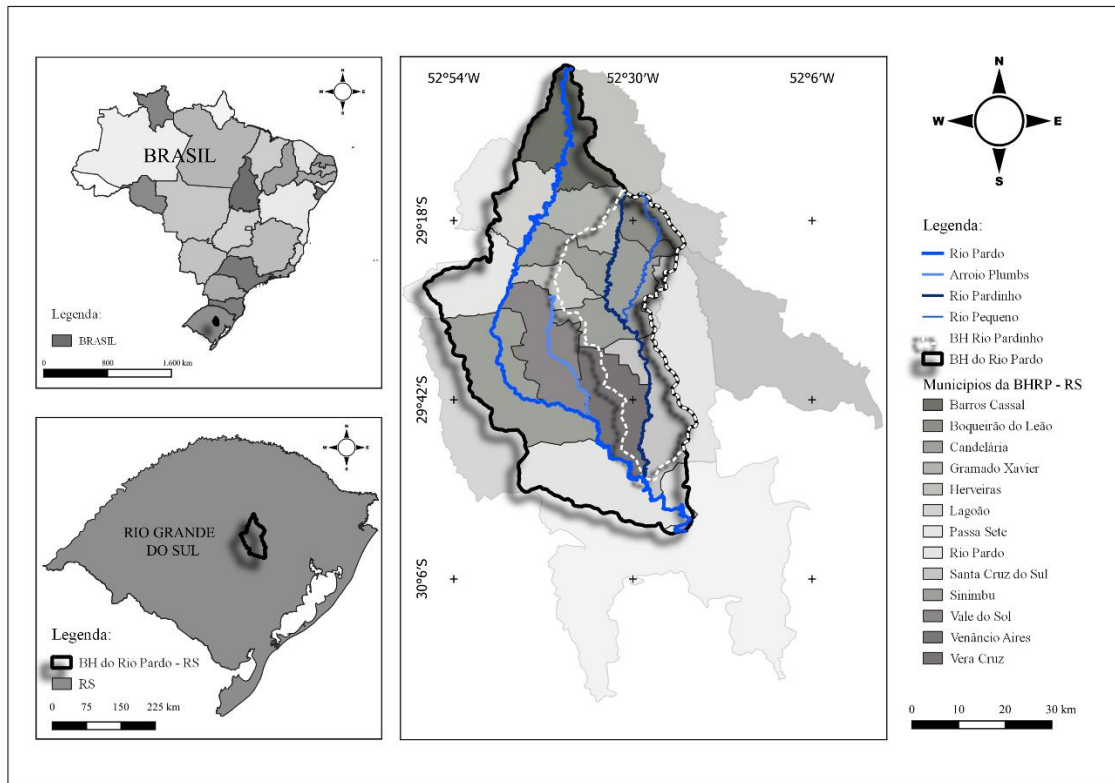 BRASIL
N
W
E
S
Legenda:
BRASIL
0 800 1.600 km
RIO GRANDE
DO SUL
N
W
E
S
Legenda:
BH do Rio Pardo - RS
RS
0 75 150 225 km
52°54'W 52°30'W 52°6'W
29°18'S
29°42'S
30°6'S
N
W
E
S
Legenda:
Rio Pardo
Arroio Plumbs
Rio Pardinho
Rio Pequeno
BH Rio Pardinho
BH do Rio Pardo
Municípios da BHRP - RS
Barros Cassal
Boqueirão do Leão
Candelária
Gramado Xavier
Herveiras
Lagoão
Passa Sete
Rio Pardo
Santa Cruz do Sul
Sinimbu
Vale do Sol
Venâncio Aires
Vera Cruz
0 10 20 30 km